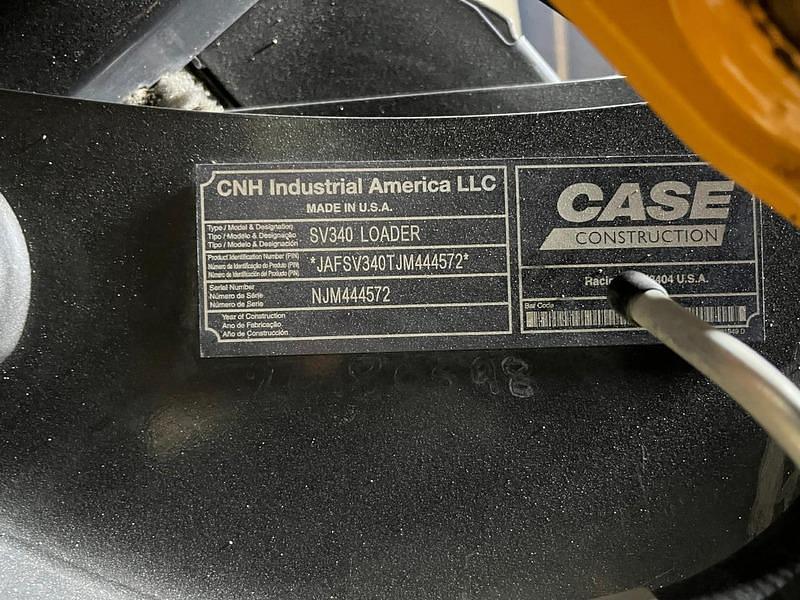 CNH Industrial America LLC
MADE IN U.S.A.
Type / Model & Designation
Tipo / Modelo & Designação
Tipo / Modelo & Designación
SV340 LOADER
Product Identification Number (PIN)
Número de Identificação do Produto (PIN)
Número de Identificación del Producto (PIN)
*JAFSV340TJM444572*
Serial Number
Número de Série
Número de Serie
NJM444572
Year of Construction
Ano de Fabricação
Año de Construcción
CASE
CONSTRUCTION
U.S.A.
Bar Code